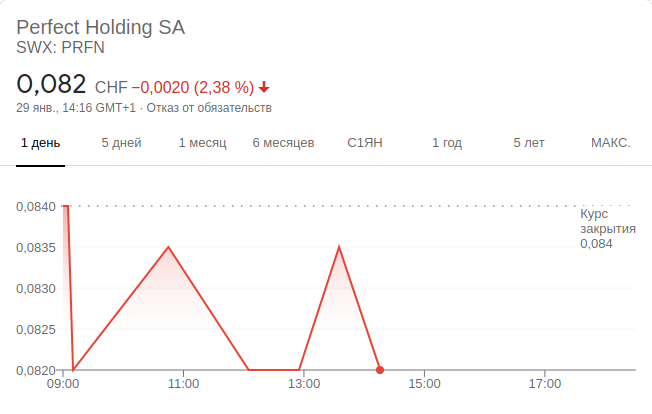 Perfect Holding SA
SWX: PRFN
0,082 CHF −0,0020 (2,38 %)
29 янв., 14:16 GMT+1 · Отказ от обязательств
1 день 5 дней 1 месяц 6 месяцев С1ЯН 1 год 5 лет МАКС.
0,0840
Курс
закрытия
0,084
0,0835
0,0830
0,0825
0,0820
09:00 11:00 13:00 15:00 17:00